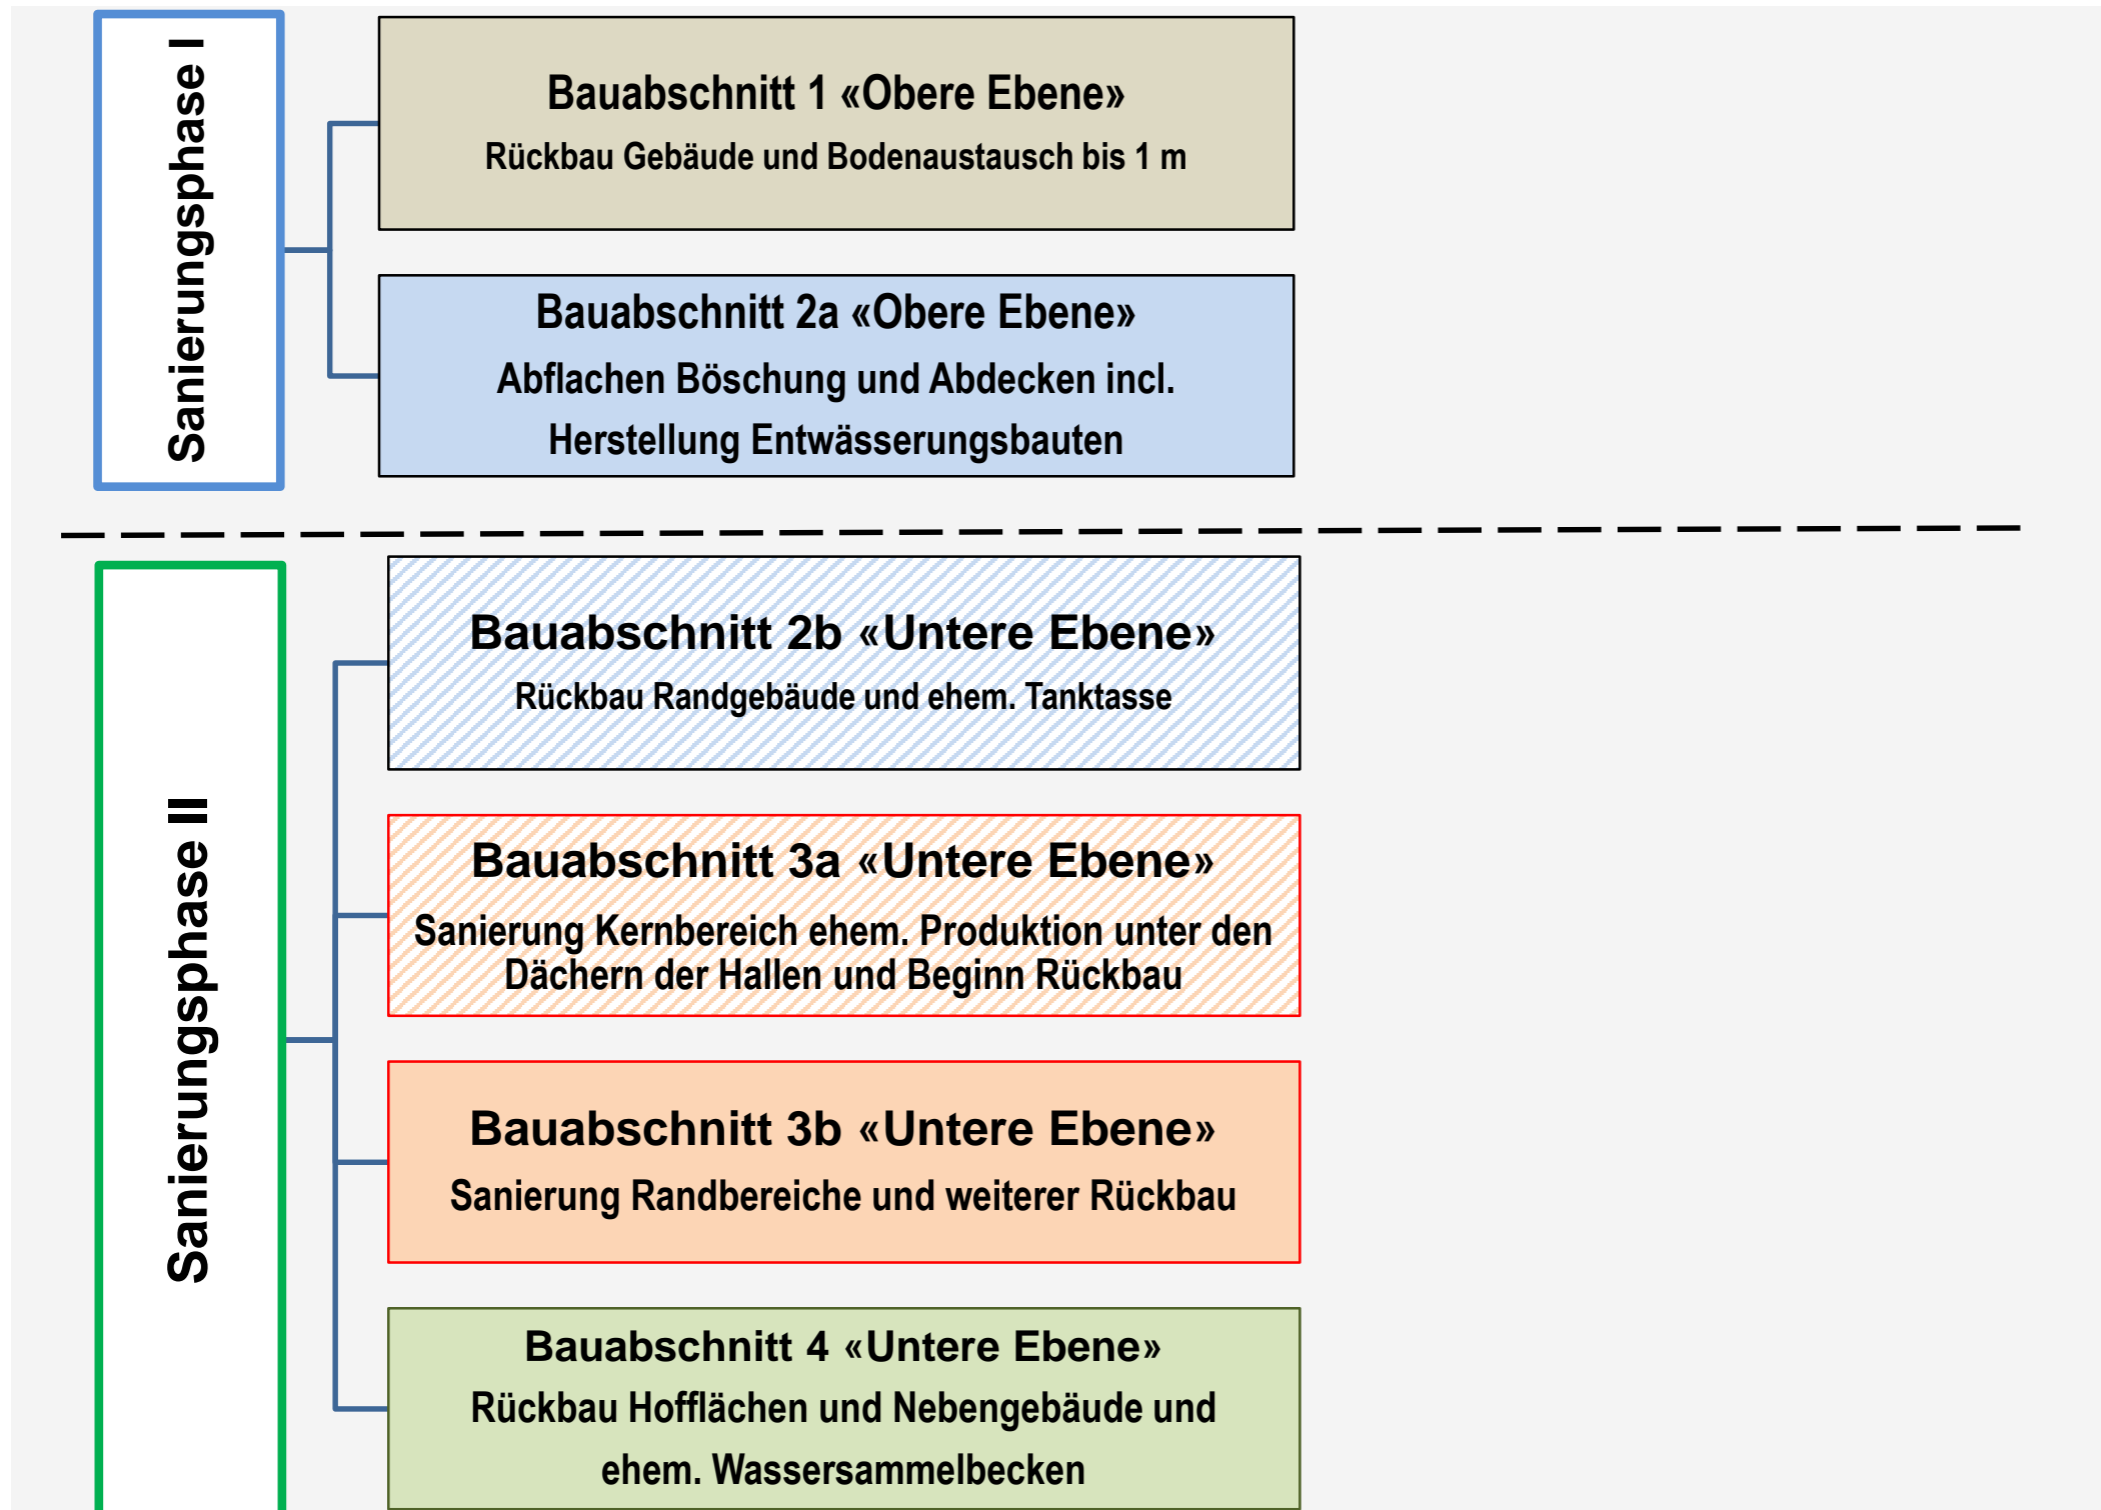 Sanierungsphase I
Bauabschnitt 1 «Obere Ebene»
Rückbau Gebäude und Bodenaustausch bis 1 m
Bauabschnitt 2a «Obere Ebene»
Abflachen Böschung und Abdecken incl.
Herstellung Entwässerungsbauten
Sanierungsphase II
Bauabschnitt 2b «Untere Ebene»
Rückbau Randgebäude und ehem. Tanktasse
Bauabschnitt 3a «Untere Ebene»
Sanierung Kernbereich ehem. Produktion unter den
Dächern der Hallen und Beginn Rückbau
Bauabschnitt 3b «Untere Ebene»
Sanierung Randbereiche und weiterer Rückbau
Bauabschnitt 4 «Untere Ebene»
Rückbau Hofflächen und Nebengebäude und
ehem. Wassersammelbecken